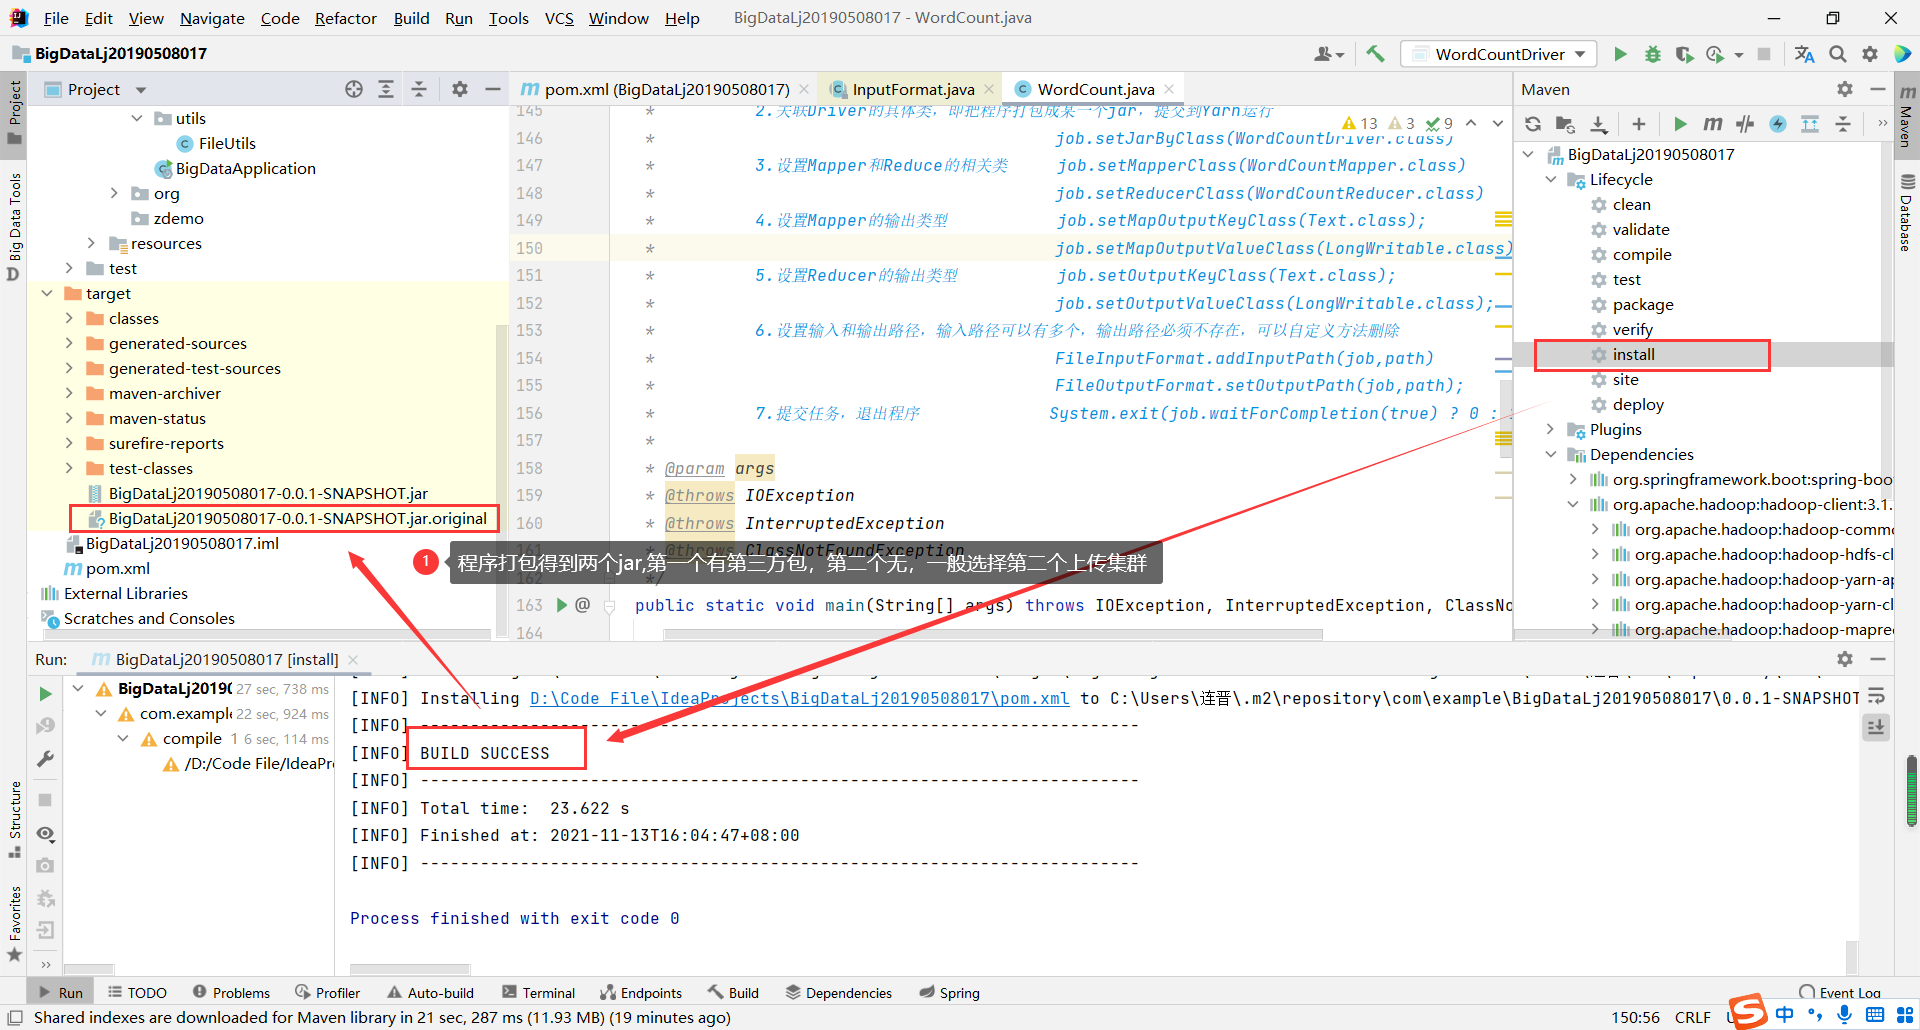 File Edit View Navigate Code Refactor Build Run Tools VCS Window Help BigDataLj20190508017 - WordCount.java
BigDataLj20190508017
WordCountDriver
Project
pom.xml (BigDataLj20190508017)
InputFormat.java
WordCount.java
Maven
utils
FileUtils
BigDataApplication
org
zdemo
resources
test
target
classes
generated-sources
generated-test-sources
maven-archiver
maven-status
surefire-reports
test-classes
BigDataLj20190508017-0.0.1-SNAPSHOT.jar
BigDataLj20190508017-0.0.1-SNAPSHOT.jar.original
BigDataLj20190508017.iml
pom.xml
External Libraries
Scratches and Consoles
13 3 9
145 * 2.关联Driver的具体类，即把程序打包成某一个jar，提交到Yarn运行
146 * job.setJarByClass(WordCountDriver.class)
147 * 3.设置Mapper和Reduce的相关类 job.setMapperClass(WordCountMapper.class)
148 * job.setReducerClass(WordCountReducer.class)
149 * 4.设置Mapper的输出类型 job.setMapOutputKeyClass(Text.class);
150 * job.setMapOutputValueClass(LongWritable.class)
151 * 5.设置Reducer的输出类型 job.setOutputKeyClass(Text.class);
152 * job.setOutputValueClass(LongWritable.class);
153 * 6.设置输入和输出路径，输入路径可以有多个，输出路径必须不存在，可以自定义方法删除
154 * FileInputFormat.addInputPath(job,path)
155 * FileOutputFormat.setOutputPath(job,path);
156 * 7.提交任务，退出程序 System.exit(job.waitForCompletion(true) ? 0 :
157 *
158 * @param args
159 * @throws IOException
160 * @throws InterruptedException
161 * @throws ClassNotFoundException
1 程序打包得到两个jar,第一个有第三方包，第二个无，一般选择第二个上传集群
162 */
163 @ public static void main(String[] args) throws IOException, InterruptedException, ClassNo
164
BigDataLj20190508017
Lifecycle
clean
validate
compile
test
package
verify
install
site
deploy
Plugins
Dependencies
org.springframework.boot:spring-boo
org.apache.hadoop:hadoop-client:3.1.
org.apache.hadoop:hadoop-commo
org.apache.hadoop:hadoop-hdfs-cl
org.apache.hadoop:hadoop-yarn-ap
org.apache.hadoop:hadoop-yarn-cl
org.apache.hadoop:hadoop-mapred
Project
Big Data Tools
Structure
Favorites
Maven
Database
Run: BigDataLj20190508017 [install]
BigDataLj2019 27 sec, 738 ms
com.example 22 sec, 924 ms
compile 1 6 sec, 114 ms
/D:/Code File/IdeaPr
[INFO] Installing D:\Code File\IdeaProjects\BigDataLj20190508017\pom.xml to C:\Users\连晋\.m2\repository\com\example\BigDataLj20190508017\0.0.1-SNAPSHOT
[INFO] ------------------------------------------------------------------------
[INFO] BUILD SUCCESS
[INFO] ------------------------------------------------------------------------
[INFO] Total time:  23.622 s
[INFO] Finished at: 2021-11-13T16:04:47+08:00
[INFO] ------------------------------------------------------------------------
Process finished with exit code 0
Run TODO Problems Profiler Auto-build Terminal Endpoints Build Dependencies Spring Event Log
Shared indexes are downloaded for Maven library in 21 sec, 287 ms (11.93 MB) (19 minutes ago) 150:56 CRLF
中